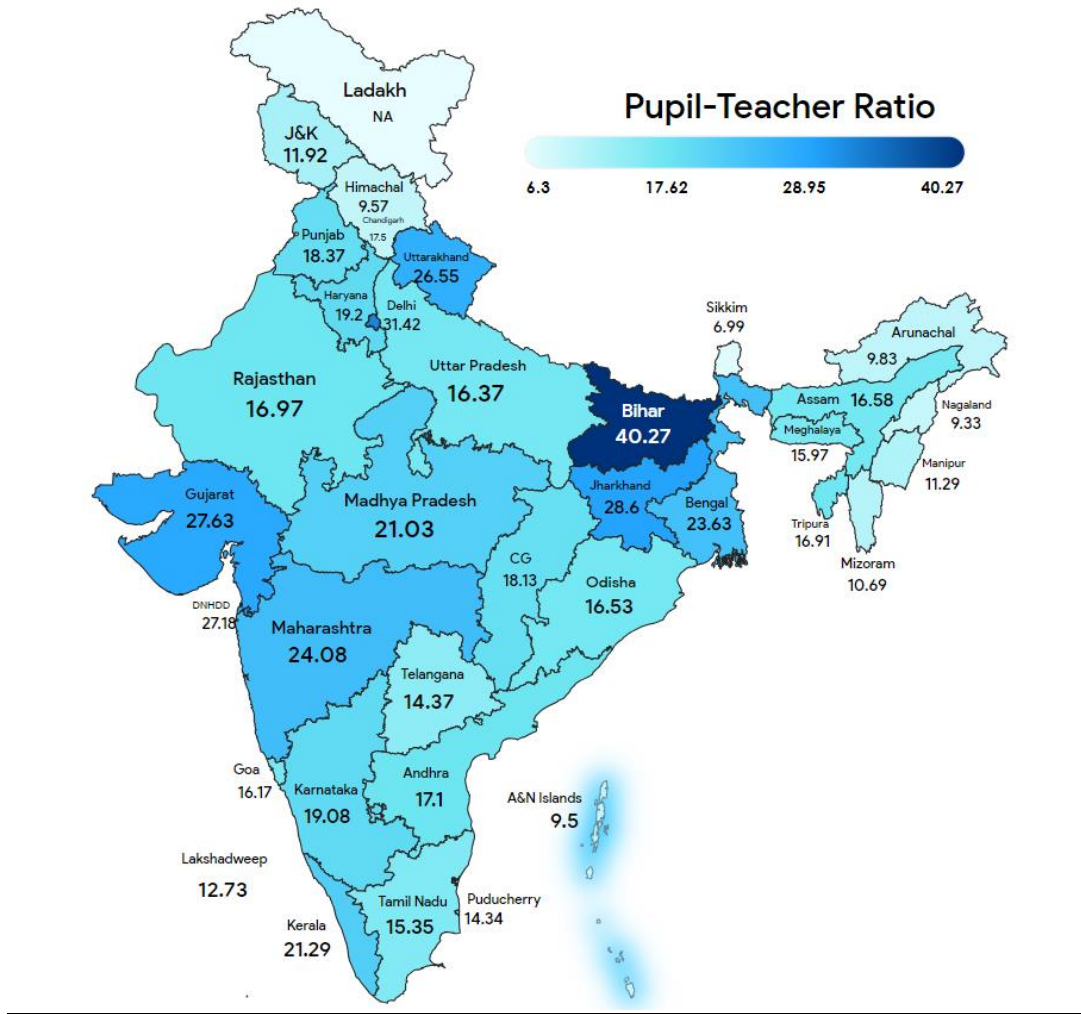 Pupil-Teacher Ratio
6.3 17.62 28.95 40.27
Ladakh
NA
J&K
11.92
Himachal
9.57
Chandigarh
17.5
Punjab
18.37
Uttarakhand
26.55
Haryana
19.2
Delhi
31.42
Sikkim
6.99
Arunachal
9.83
Rajasthan
16.97
Uttar Pradesh
16.37
Bihar
40.27
Assam 16.58
Nagaland
9.33
Meghalaya
15.97
Manipur
11.29
Gujarat
27.63
Madhya Pradesh
21.03
Jharkhand
28.6
Bengal
23.63
Tripura
16.91
Mizoram
10.69
CG
18.13
Odisha
16.53
DNHDD
27.18
Maharashtra
24.08
Telangana
14.37
Goa
16.17
Karnataka
19.08
Andhra
17.1
A&N Islands
9.5
Lakshadweep
12.73
Kerala
21.29
Tamil Nadu
15.35
Puducherry
14.34